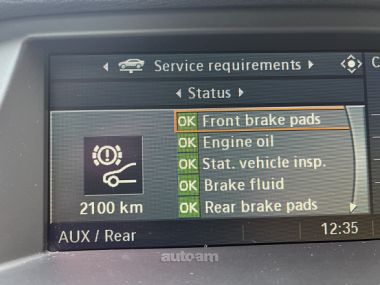 Service requirements
C
Status
OK Front brake pads
OK Engine oil
OK Stat. vehicle insp.
OK Brake fluid
OK Rear brake pads
2100 km
AUX / Rear
12:35
autoam